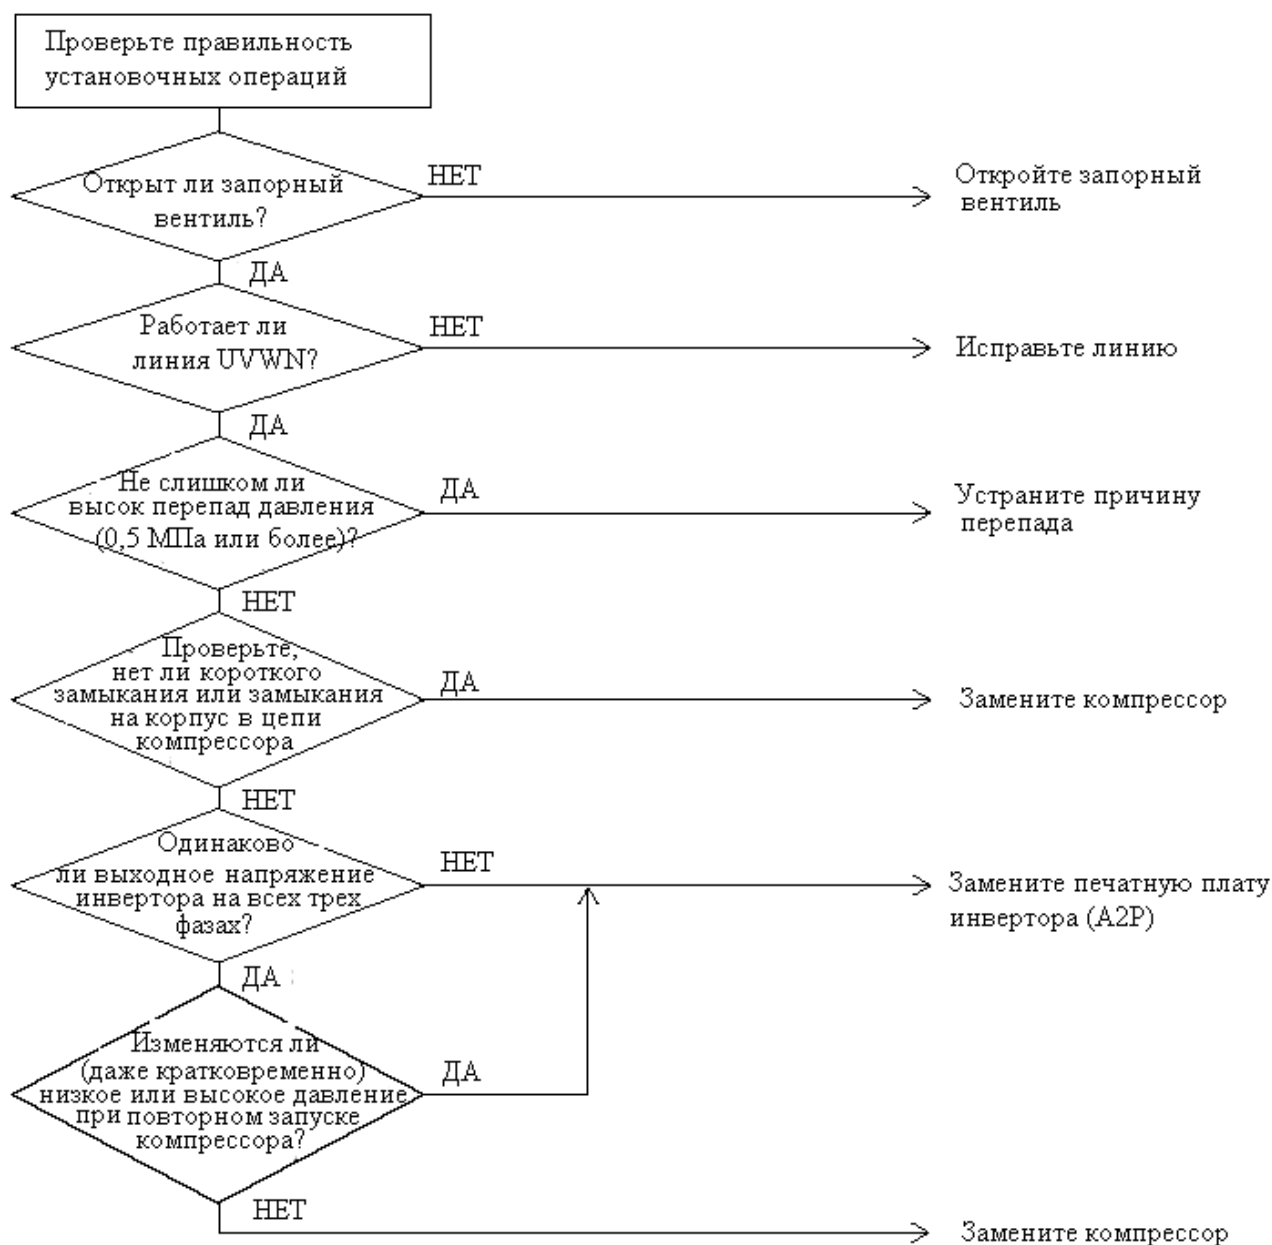 Проверьте правильность
установочных операций
Открыт ли запорный
вентиль?
НЕТ
Откройте запорный
вентиль
ДА
Работает ли
линия UVWN?
НЕТ
Исправьте линию
ДА
Не слишком ли
высок перепад давления
(0,5 МПа или более)?
ДА
Устраните причину
перепада
НЕТ
Проверьте,
нет ли короткого
замыкания или замыкания
на корпус в цепи
компрессора
ДА
Замените компрессор
НЕТ
Одинаково
ли выходное напряжение
инвертора на всех трех
фазах?
НЕТ
Замените печатную плату
инвертора (A2P)
ДА
Изменяются ли
(даже кратковременно)
низкое или высокое давление
при повторном запуске
компрессора?
ДА
НЕТ
Замените компрессор